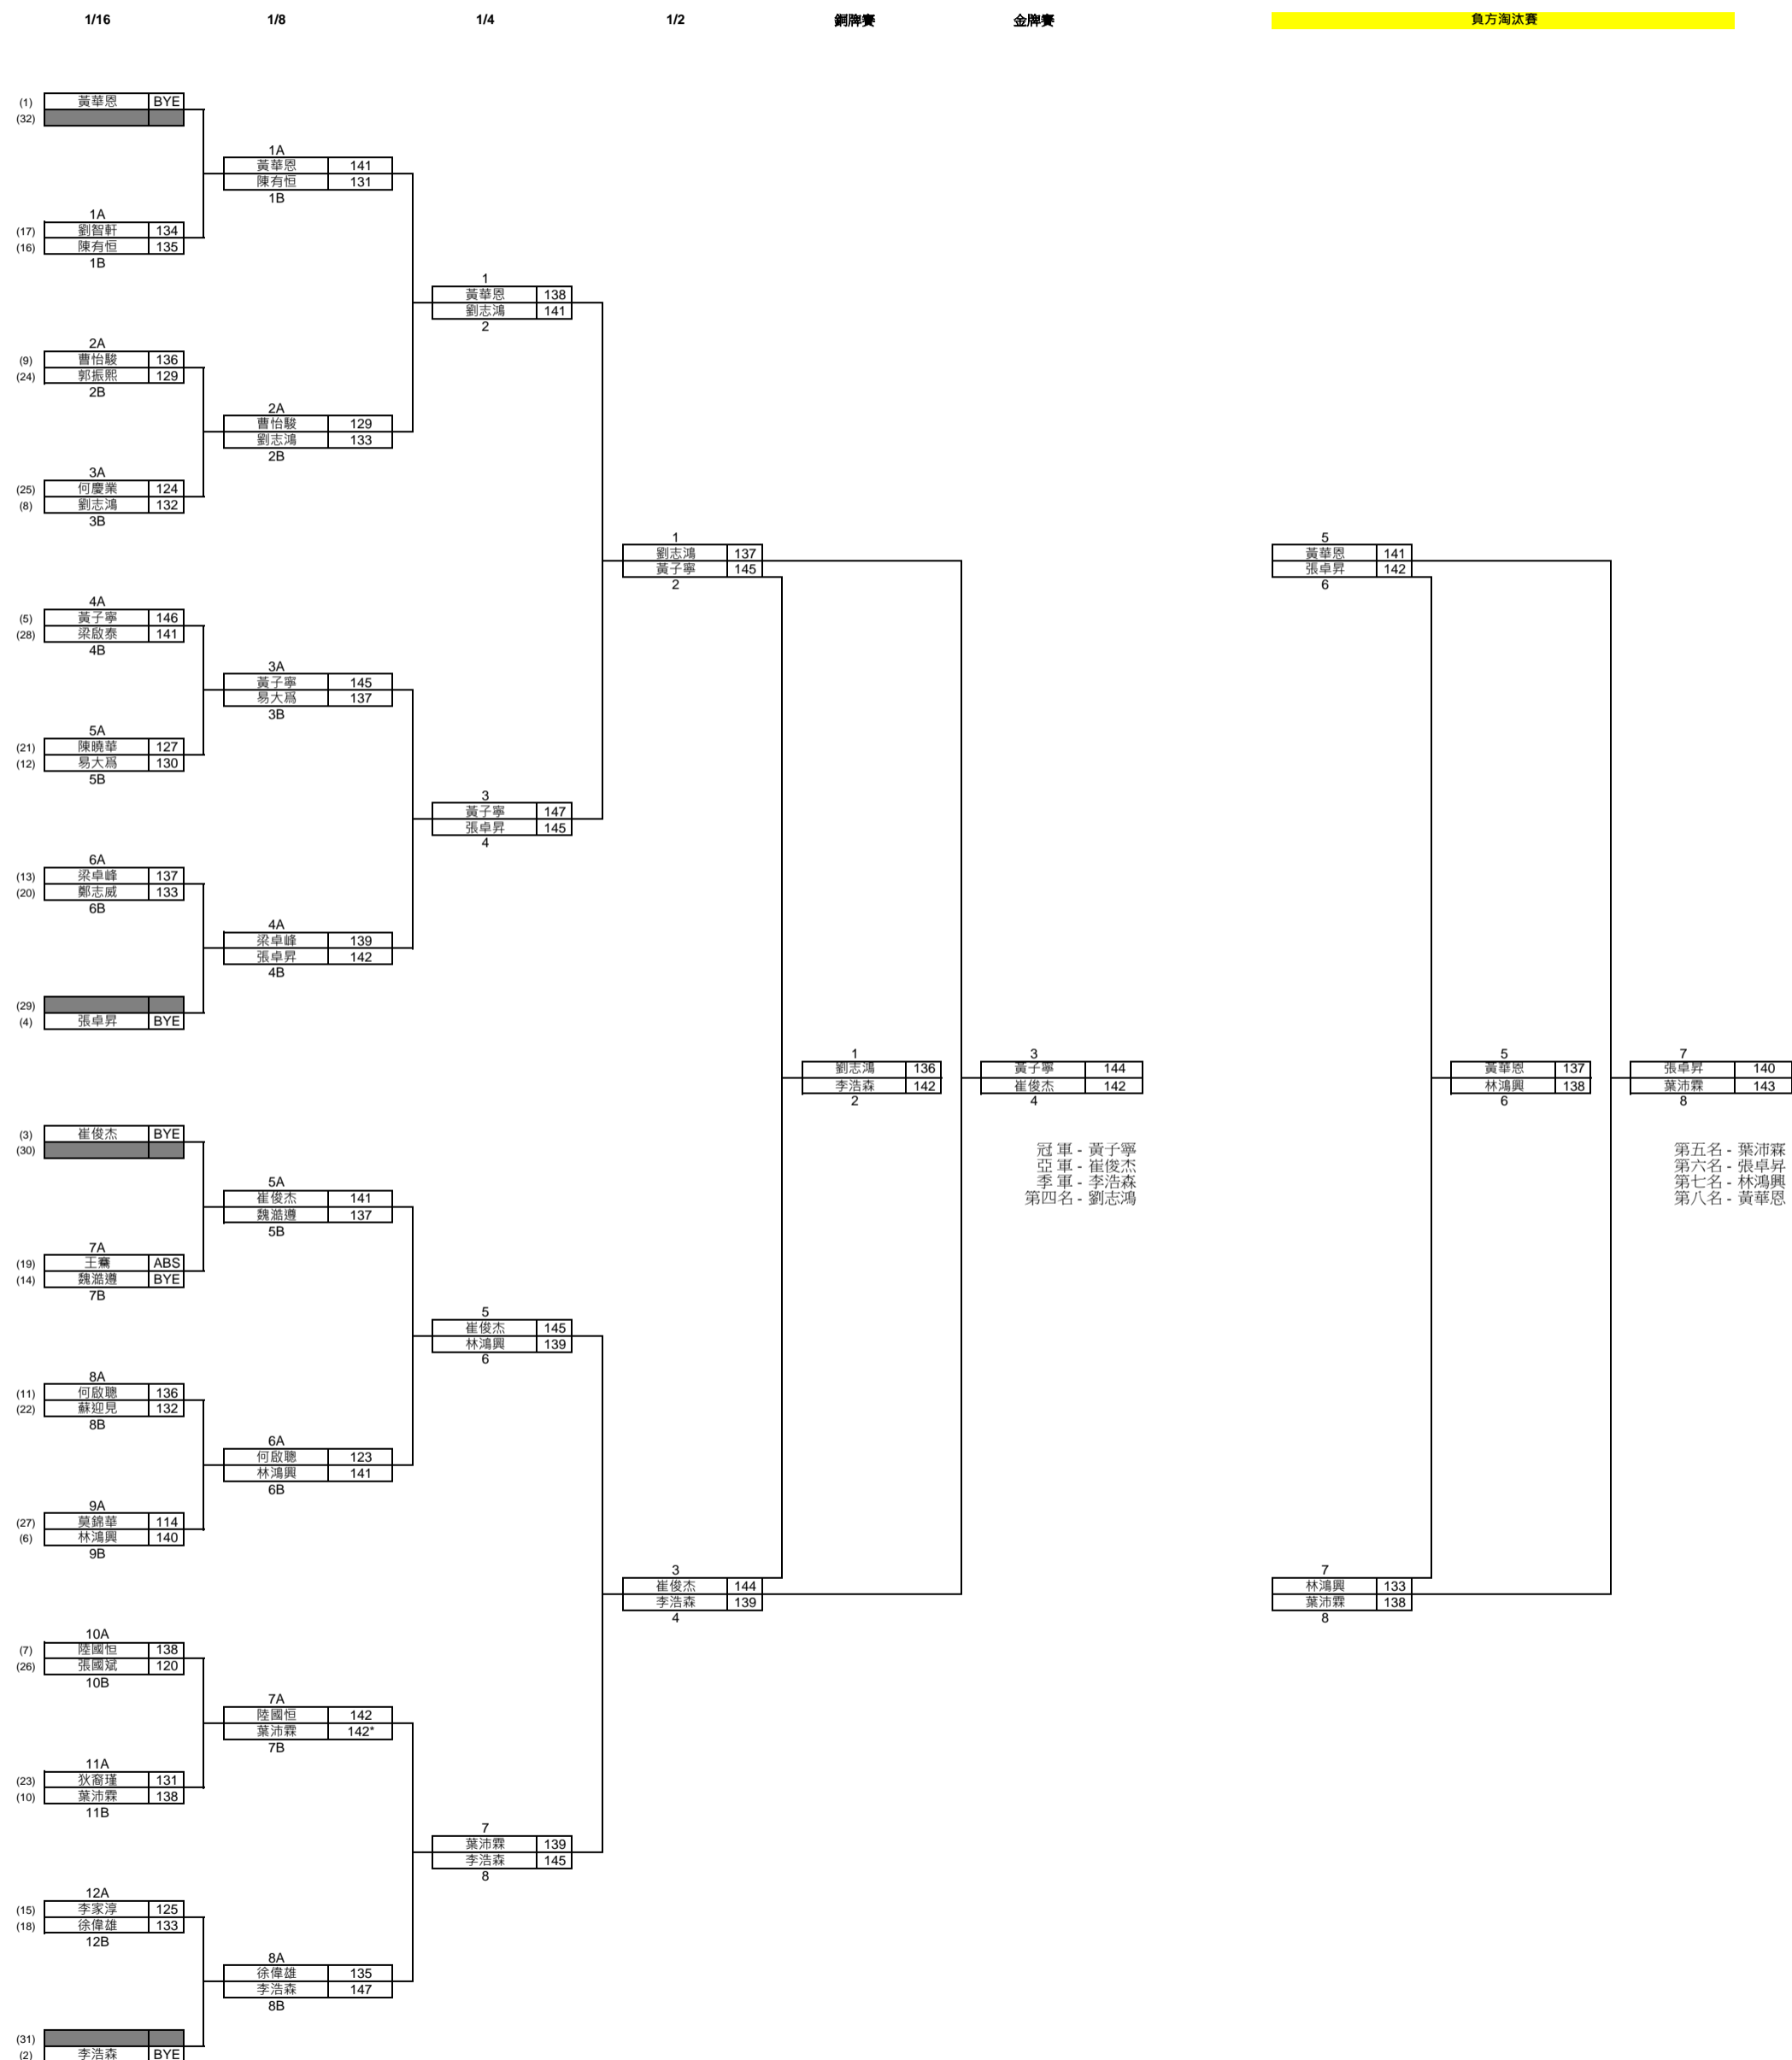 1/16 1/8 1/4 1/2 銅牌賽 金牌賽 負方淘汰賽
(1) 黃華恩 BYE
(32)
1A
黃華恩 141
陳有恒 131
1B
1A
(17) 劉智軒 134
(16) 陳有恒 135
1B
1
黃華恩 138
劉志鴻 141
2
2A
(9) 曹怡駿 136
(24) 郭振熙 129
2B
2A
曹怡駿 129
劉志鴻 133
2B
3A
(25) 何慶業 124
(8) 劉志鴻 132
3B
1 5
劉志鴻 137 黃華恩 141
黃子寧 145 張卓昇 142
2 6
4A
(5) 黃子寧 146
(28) 梁啟泰 141
4B
3A
黃子寧 145
易大爲 137
3B
5A
(21) 陳曉華 127
(12) 易大爲 130
5B
3
黃子寧 147
張卓昇 145
4
6A
(13) 梁卓峰 137
(20) 鄭志威 133
6B
4A
梁卓峰 139
張卓昇 142
4B
(29)
(4) 張卓昇 BYE
1 3 5 7
劉志鴻 136 黃子寧 144 黃華恩 137 張卓昇 140
李浩森 142 崔俊杰 142 林鴻興 138 葉沛霖 143
2 4 6 8
(3) 崔俊杰 BYE
(30)
冠 軍 - 黃子寧 第五名 - 葉沛霖
亞 軍 - 崔俊杰 第六名 - 張卓昇
季 軍 - 李浩森 第七名 - 林鴻興
第四名 - 劉志鴻 第八名 - 黃華恩
5A
崔俊杰 141
魏澔遵 137
5B
7A
(19) 王騫 ABS
(14) 魏澔遵 BYE
7B
5
崔俊杰 145
林鴻興 139
6
8A
(11) 何啟聰 136
(22) 蘇迎見 132
8B
6A
何啟聰 123
林鴻興 141
6B
9A
(27) 莫錦華 114
(6) 林鴻興 140
9B
3 7
崔俊杰 144 林鴻興 133
李浩森 139 葉沛霖 138
4 8
10A
(7) 陸國恒 138
(26) 張國斌 120
10B
7A
陸國恒 142
葉沛霖 142*
7B
11A
(23) 狄裔瑾 131
(10) 葉沛霖 138
11B
7
葉沛霖 139
李浩森 145
8
12A
(15) 李家淳 125
(18) 徐偉雄 133
12B
8A
徐偉雄 135
李浩森 147
8B
(31)
(2) 李浩森 BYE